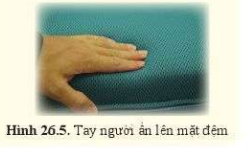 Hình 26.5. Tay người ấn lên mặt đệm